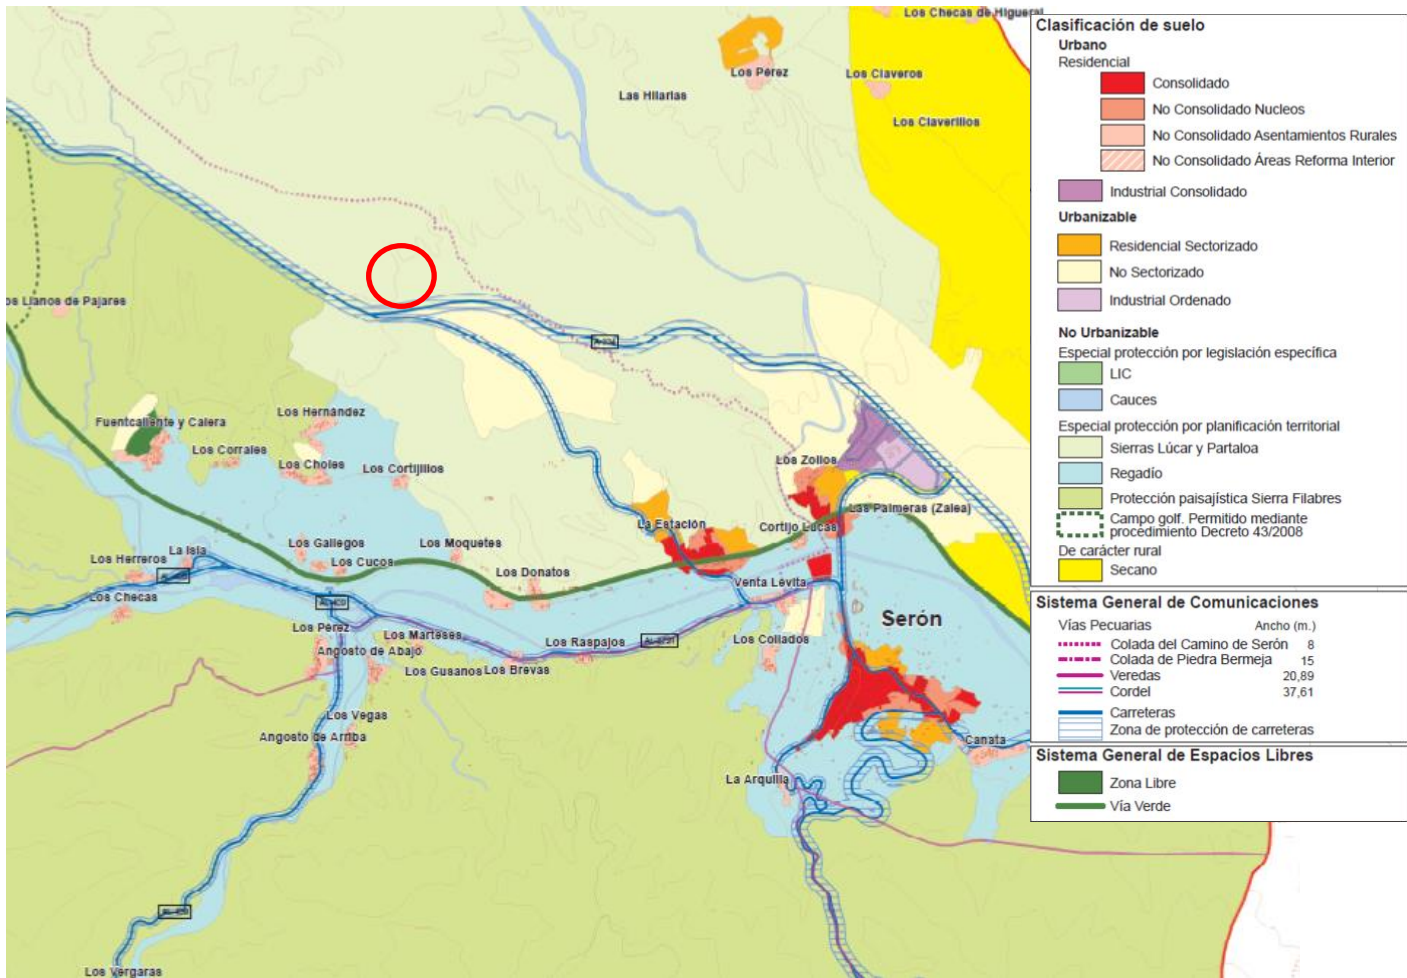 Los Checas de Higueral
Los Pérez
Los Claveros
Las Hilarias
Los Claverillos
os Llanos de Pajares
A-334
Fuentcaliente y Calera
Los Hernández
Los Corrales
Los Choles
Los Cortijillos
Los Zollos
La Estación
Cortijo Lucas
Las Palmeras (Zalea)
Los Herreros
La Isla
Los Gallegos
Los Cucos
Los Moquetes
Los Donatos
Venta Levita
Los Checas
Serón
Los Pérez
Los Marteses
Angosto de Abajo
Los Raspajos
Los Collados
Los Gusanos
Los Brevas
Los Vegas
Angosto de Arriba
Canata
La Arquilla
Los Vergaras
Clasificación de suelo
Urbano
Residencial
Consolidado
No Consolidado Nucleos
No Consolidado Asentamientos Rurales
No Consolidado Áreas Reforma Interior
Industrial Consolidado
Urbanizable
Residencial Sectorizado
No Sectorizado
Industrial Ordenado
No Urbanizable
Especial protección por legislación específica
LIC
Cauces
Especial protección por planificación territorial
Sierras Lúcar y Partaloa
Regadío
Protección paisajística Sierra Filabres
Campo golf. Permitido mediante
procedimiento Decreto 43/2008
De carácter rural
Secano
Sistema General de Comunicaciones
Vías Pecuarias Ancho (m.)
Colada del Camino de Serón 8
Colada de Piedra Bermeja 15
Veredas 20,89
Cordel 37,61
Carreteras
Zona de protección de carreteras
Sistema General de Espacios Libres
Zona Libre
Vía Verde